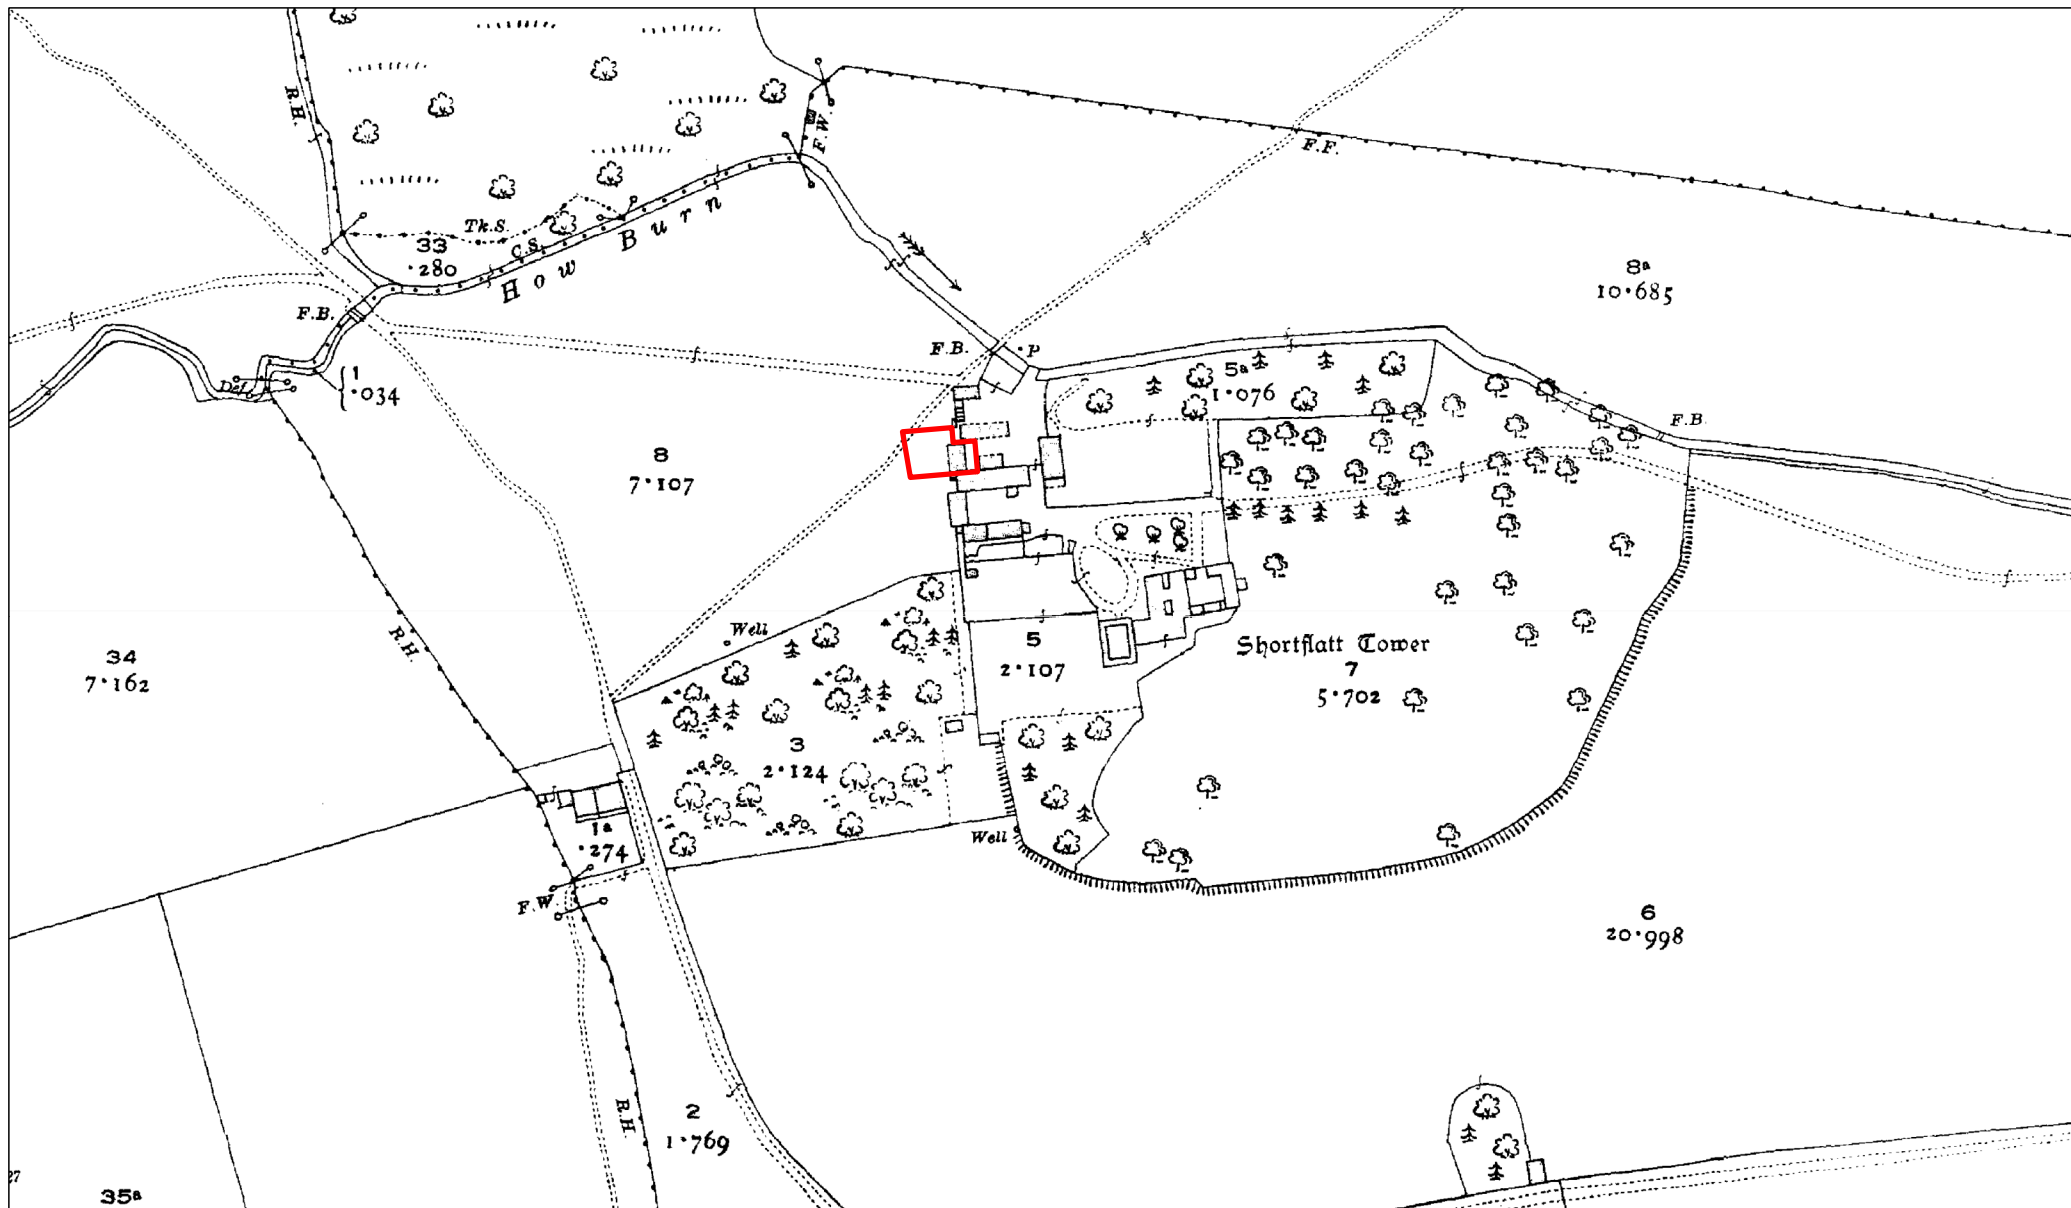 R.H.
F.W.
F.F.
Tk.S.
C.S.
33
·280
How Burn
8a
10·685
F.B.
F.B.
P
Def.
1
·034
5a
1·076
F.B.
8
7·107
Well
R.H.
34
7·162
5
2·107
Shortflatt Tower
7
5·702
3
2·124
1a
·274
Well
F.W.
6
20·998
R.H.
2
1·769
27
35a